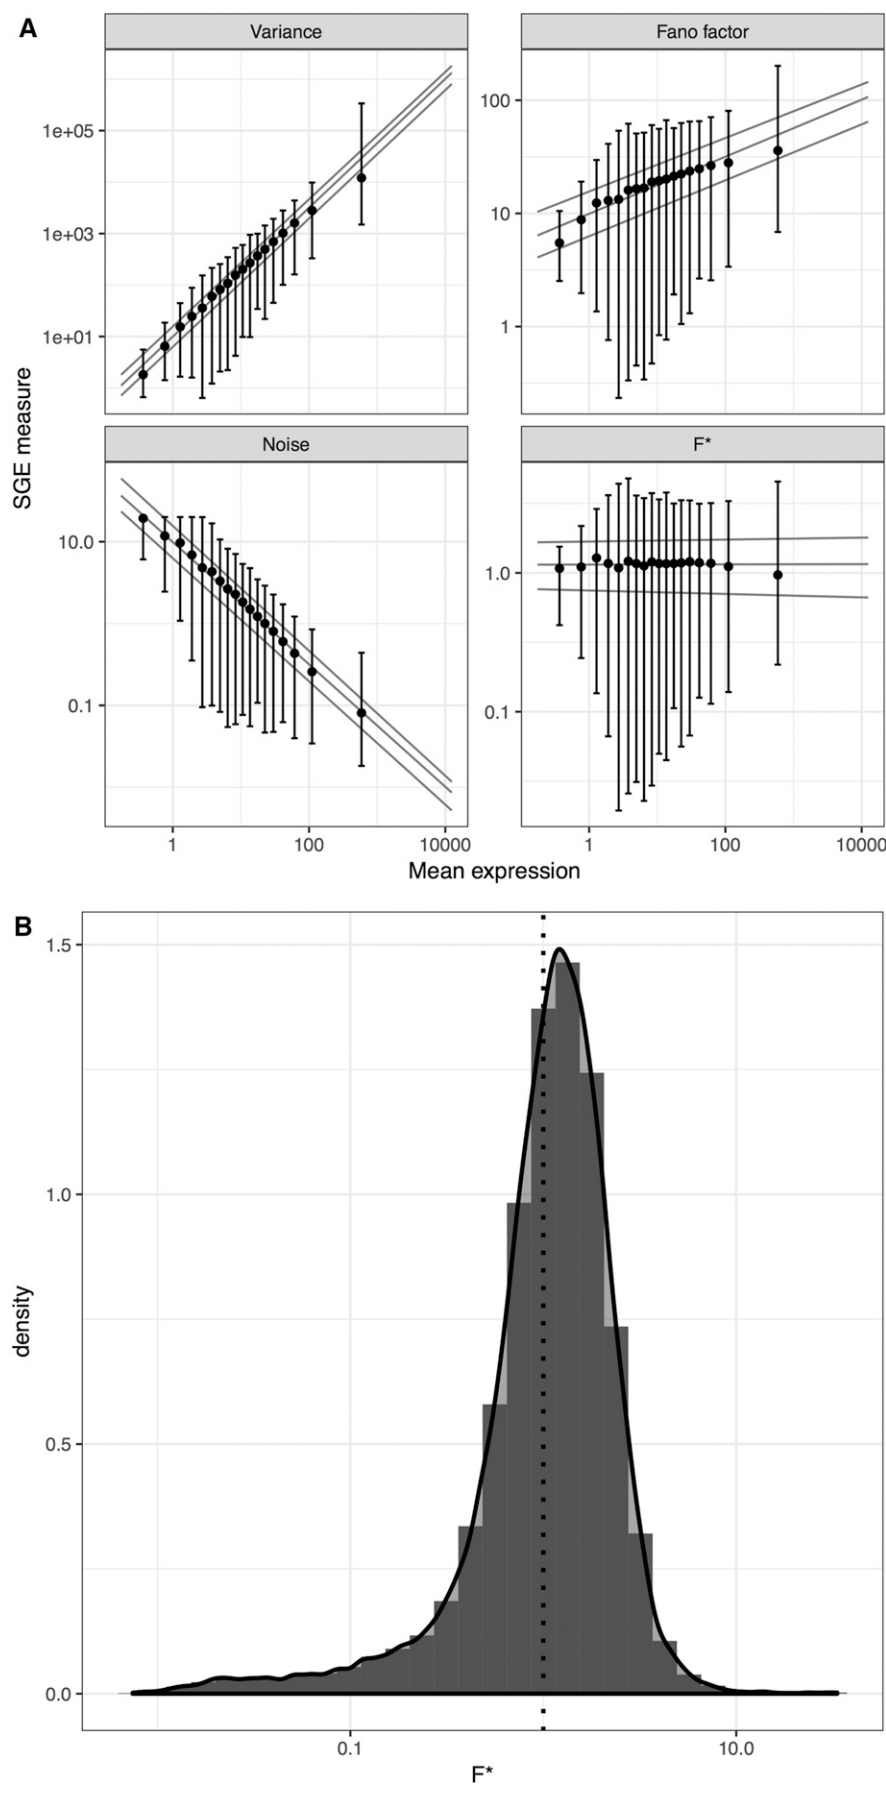 A
Variance
Fano factor
1e+05
1e+03
1e+01
100
10
1
SGE measure
Noise
F*
10.0
0.1
1.0
0.1
1
100
10000
1
100
10000
Mean expression
B
1.5
1.0
0.5
0.0
density
0.1
10.0
F*